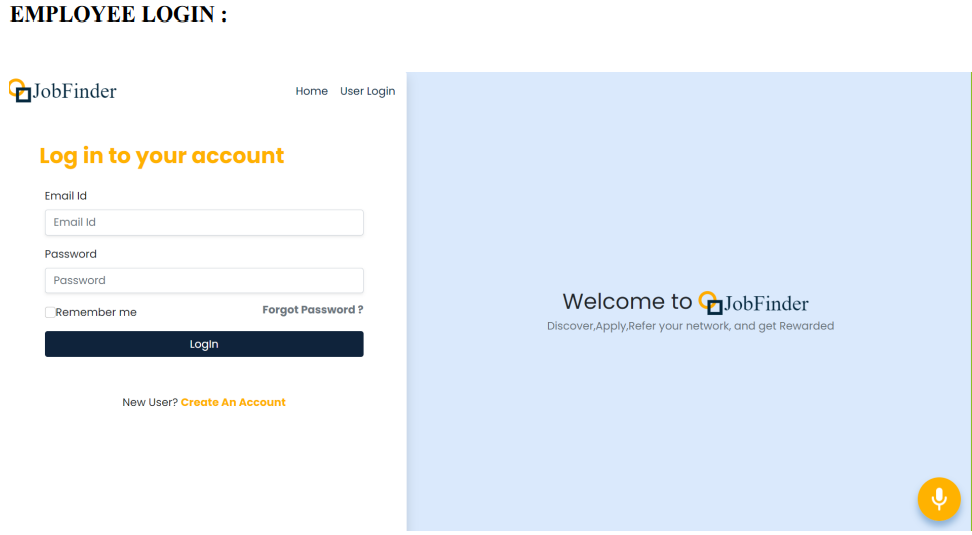 EMPLOYEE LOGIN :
JobFinder
Home User Login
Log in to your account
Email Id
Email Id
Password
Password
Remember me
Forgot Password ?
LogIn
New User? Create An Account
Welcome to JobFinder
Discover,Apply,Refer your network, and get Rewarded